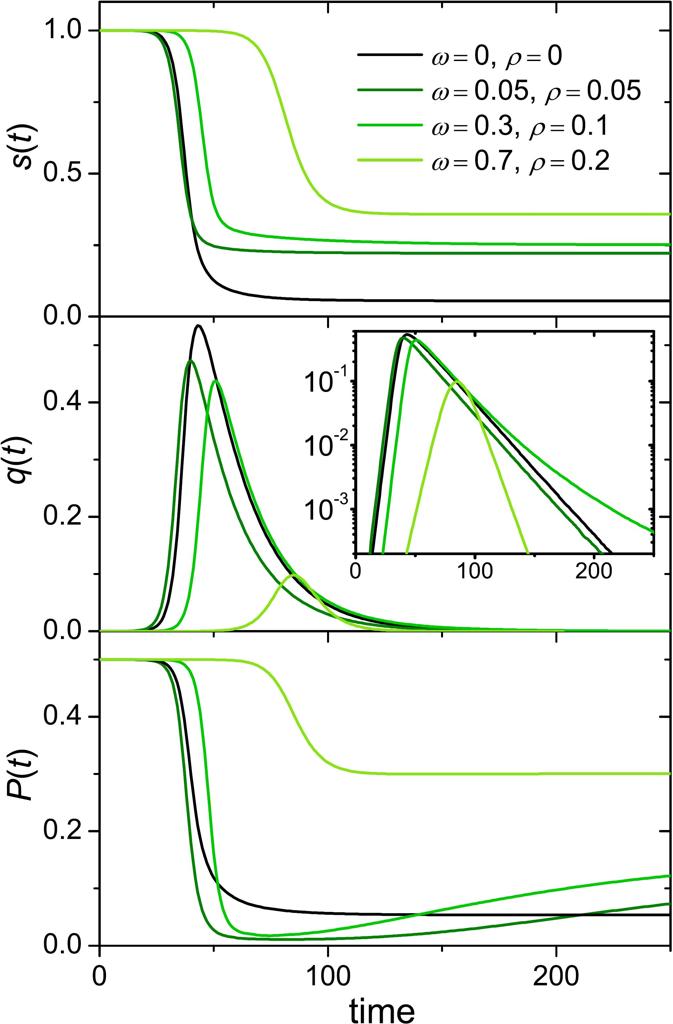 1.0
0.5
0.0
s(t)
ω = 0, ρ = 0
ω = 0.05, ρ = 0.05
ω = 0.3, ρ = 0.1
ω = 0.7, ρ = 0.2
0.4
0.2
0.0
q(t)
10⁻¹
10⁻²
10⁻³
0 100 200
0.4
0.2
0.0
P(t)
0 100 200
time